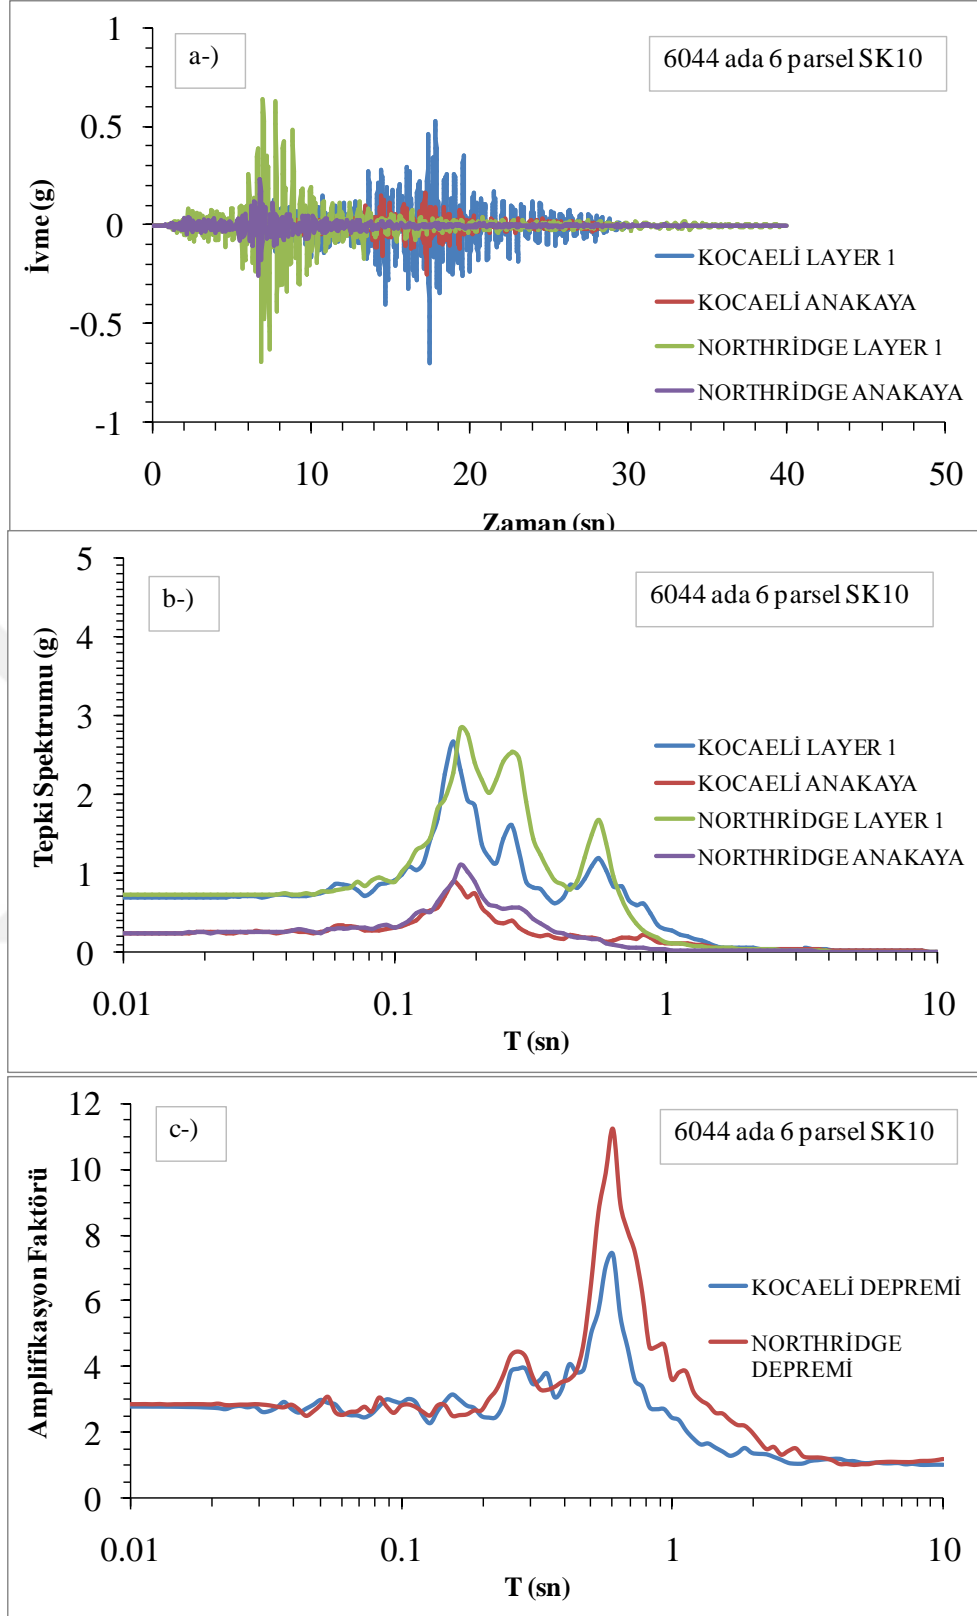 a-)
6044 ada 6 parsel SK10
İvme (g)
1
0.5
0
-0.5
-1
KOCAELİ LAYER 1
KOCAELİ ANAKAYA
NORTHRİDGE LAYER 1
NORTHRİDGE ANAKAYA
0 10 20 30 40 50
Zaman (sn)
b-)
6044 ada 6 parsel SK10
Tepki Spektrumu (g)
5
4
3
2
1
0
KOCAELİ LAYER 1
KOCAELİ ANAKAYA
NORTHRİDGE LAYER 1
NORTHRİDGE ANAKAYA
0.01 0.1 1 10
T (sn)
c-)
6044 ada 6 parsel SK10
Amplifikasyon Faktörü
12
10
8
6
4
2
0
KOCAELİ DEPREMİ
NORTHRİDGE
DEPREMİ
0.01 0.1 1 10
T (sn)